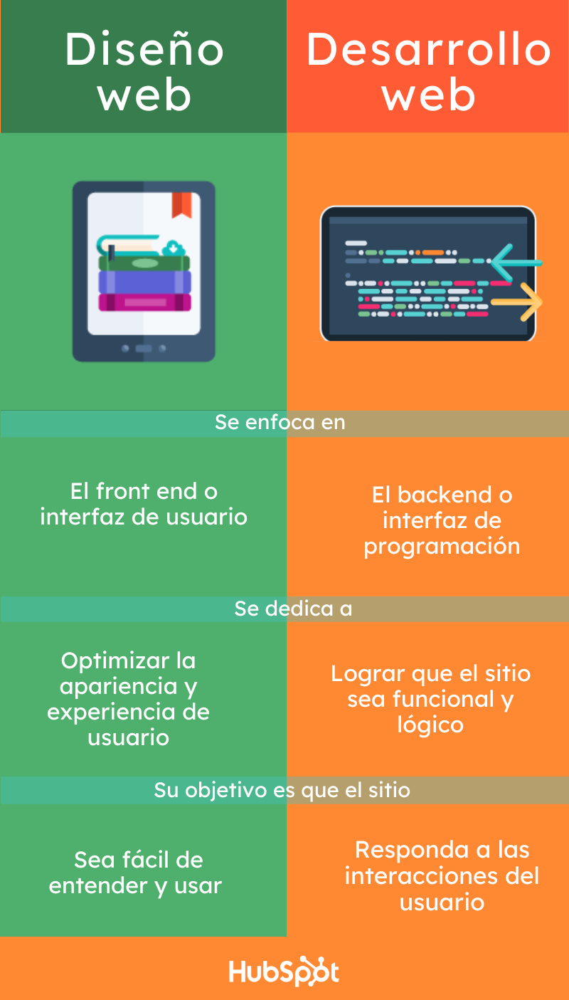 Diseño
web
Desarrollo
web
Se enfoca en
El front end o
interfaz de usuario
El backend o
interfaz de
programación
Se dedica a
Optimizar la
apariencia y
experiencia de
usuario
Lograr que el sitio
sea funcional y
lógico
Su objetivo es que el sitio
Sea fácil de
entender y usar
Responda a las
interacciones del
usuario
HubSpot